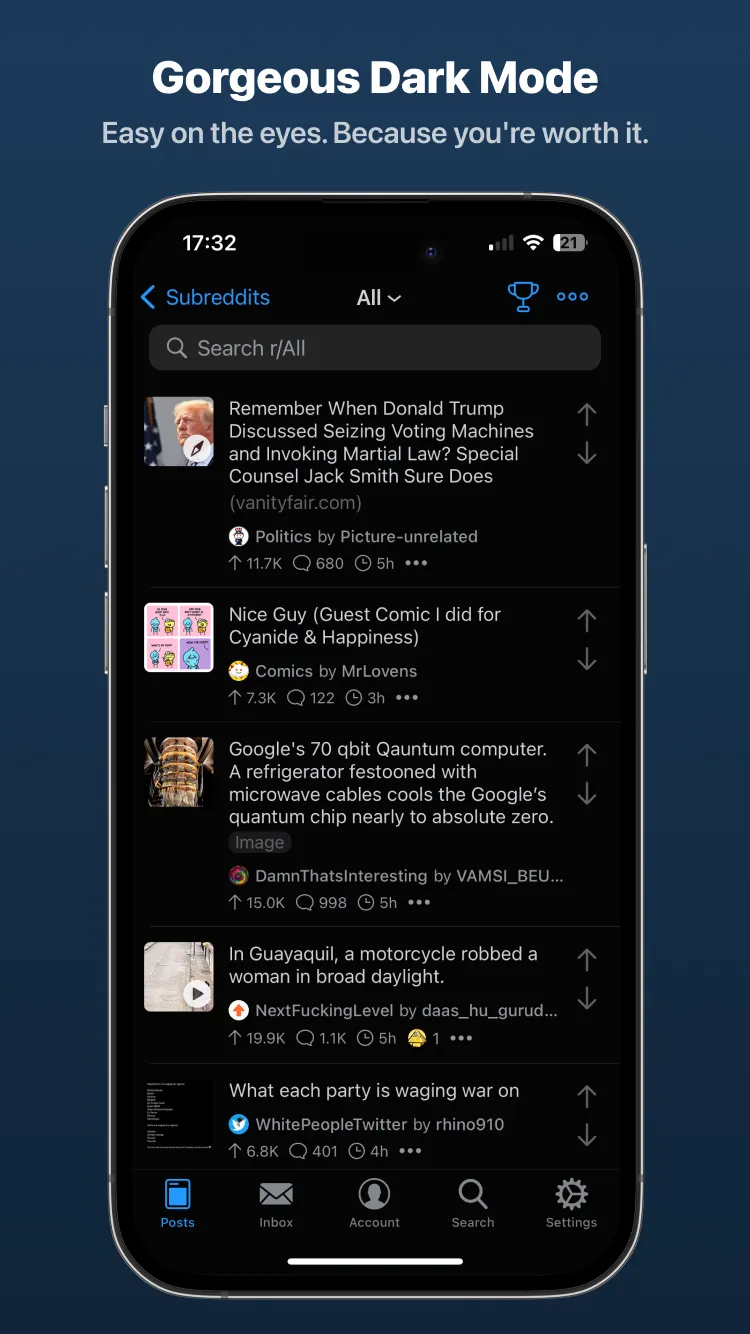 Gorgeous Dark Mode
Easy on the eyes. Because you're worth it.
17:32
21
Subreddits
All
Search r/All
Remember When Donald Trump
Discussed Seizing Voting Machines
and Invoking Martial Law? Special
Counsel Jack Smith Sure Does
(vanityfair.com)
Politics by Picture-unrelated
11.7K 680 5h
Nice Guy (Guest Comic I did for
Cyanide & Happiness)
Comics by MrLovens
7.3K 122 3h
Google's 70 qbit Qauntum computer.
A refrigerator festooned with
microwave cables cools the Google’s
quantum chip nearly to absolute zero.
Image
DamnThatsInteresting by VAMSI_BEU...
15.0K 998 5h
In Guayaquil, a motorcycle robbed a
woman in broad daylight.
NextFuckingLevel by daas_hu_gurud...
19.9K 1.1K 5h 1
What each party is waging war on
WhitePeopleTwitter by rhino910
6.8K 401 4h
Posts
Inbox
Account
Search
Settings